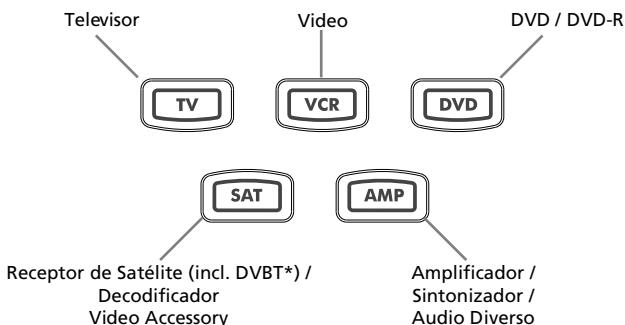 Televisor
Video
DVD / DVD-R
TV
VCR
DVD
SAT
AMP
Receptor de Satélite (incl. DVBT*) /
Decodificador
Video Accessory
Amplificador /
Sintonizador /
Audio Diverso